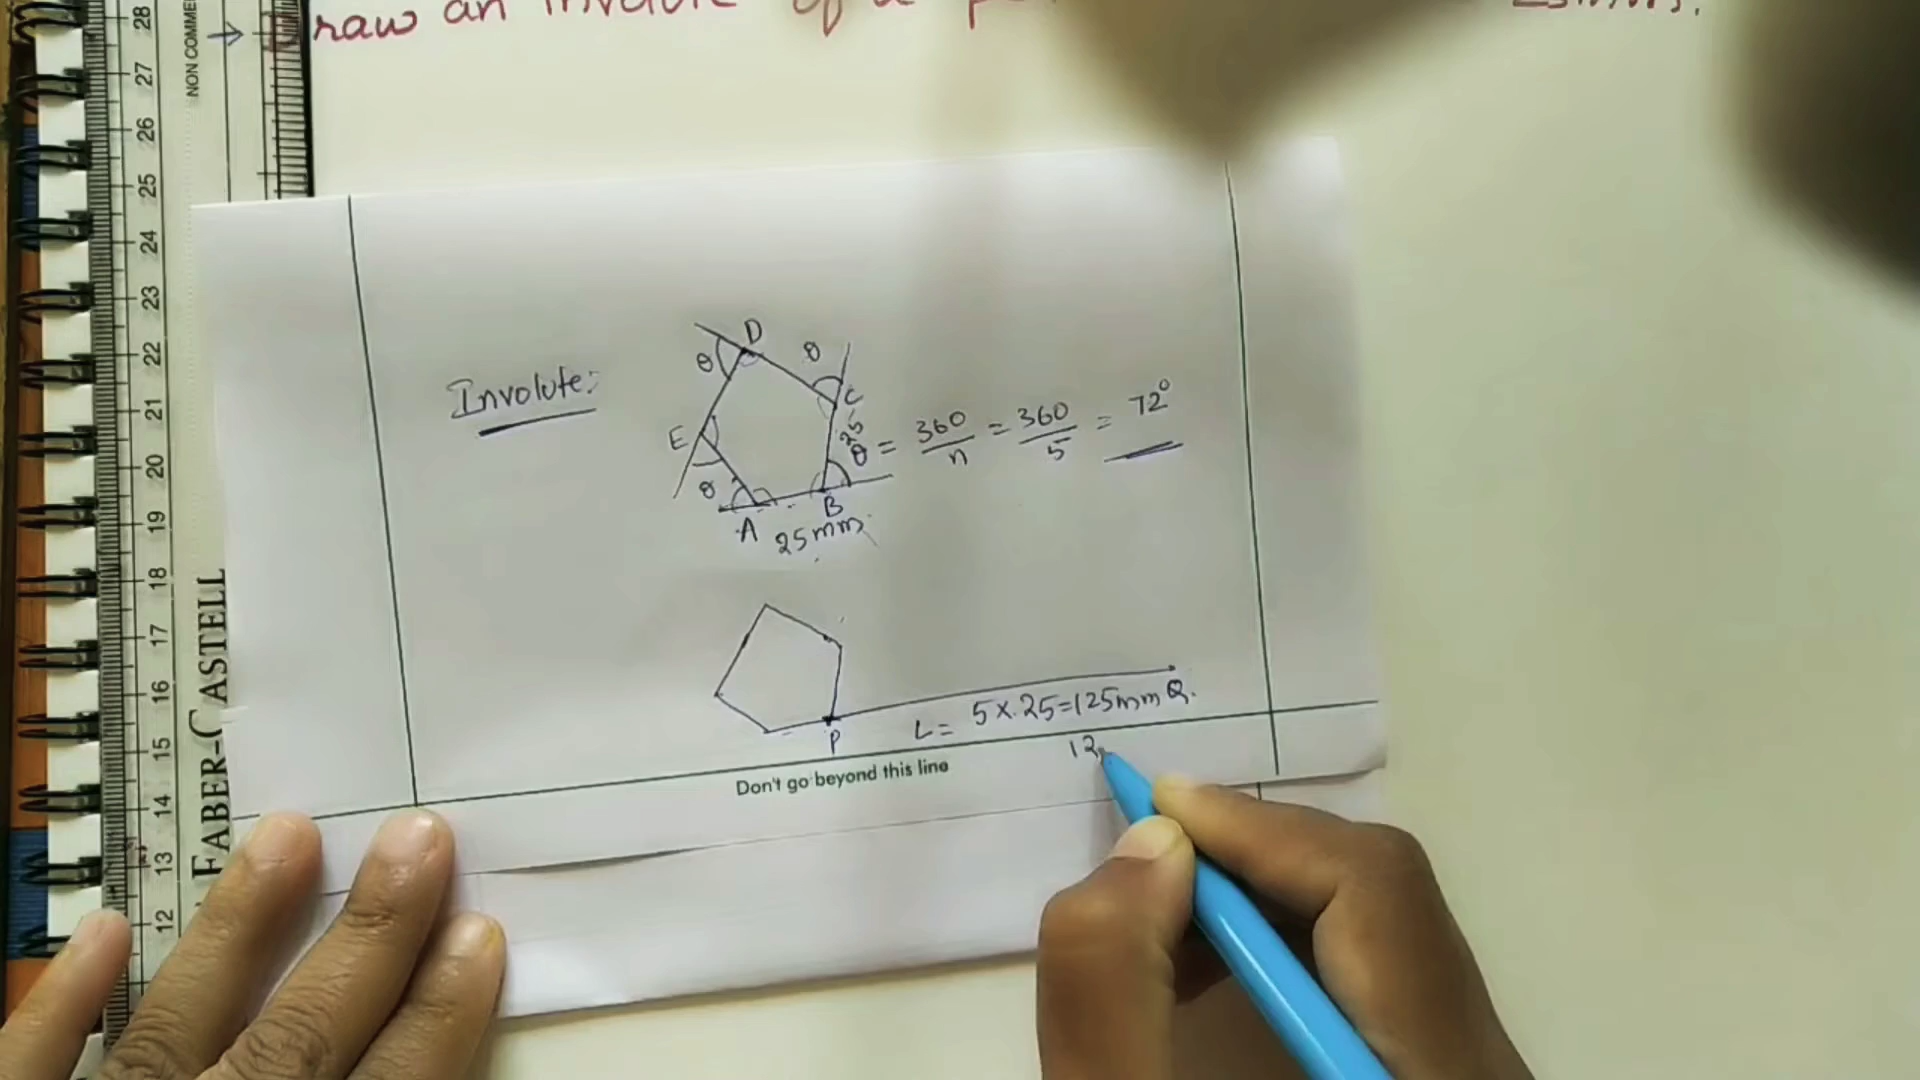 raw an involute of a
Involute:
D
θ
θ
C
E
25
θ = 360/n = 360/5 = 72°
θ
A
B
25mm
L = 5 x 25 = 125mm Q.
P
12
Don't go beyond this line
NON COMME
FABER-CASTELL
28
27
26
25
24
23
22
21
20
19
18
17
16
15
14
13
12